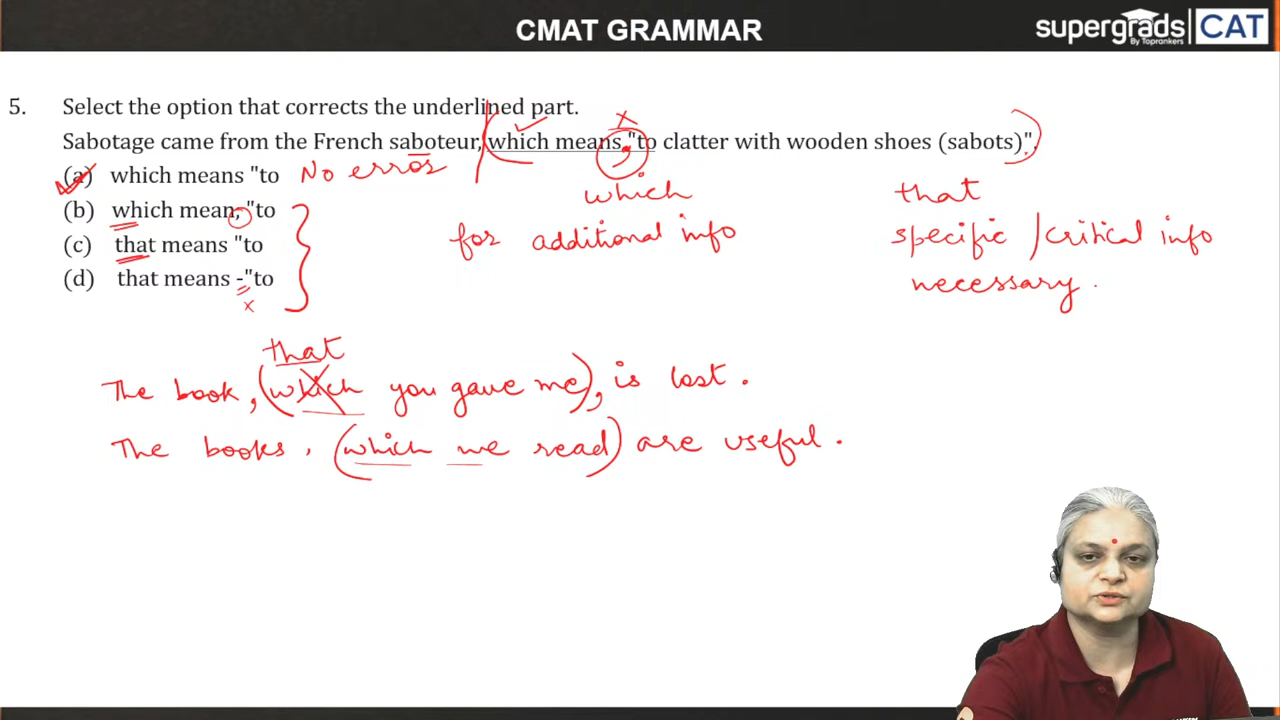 CMAT GRAMMAR
supergrads CAT
By Toprankers
5. Select the option that corrects the underlined part.
Sabotage came from the French saboteur, which means, "to clatter with wooden shoes (sabots)".
x
(a) which means "to No error
(b) which mean, "to
(c) that means "to
(d) that means -"to
x
which
for additional info
that
specific / critical info
necessary.
that
The book, (which you gave me), is lost.
The books, (which we read) are useful.